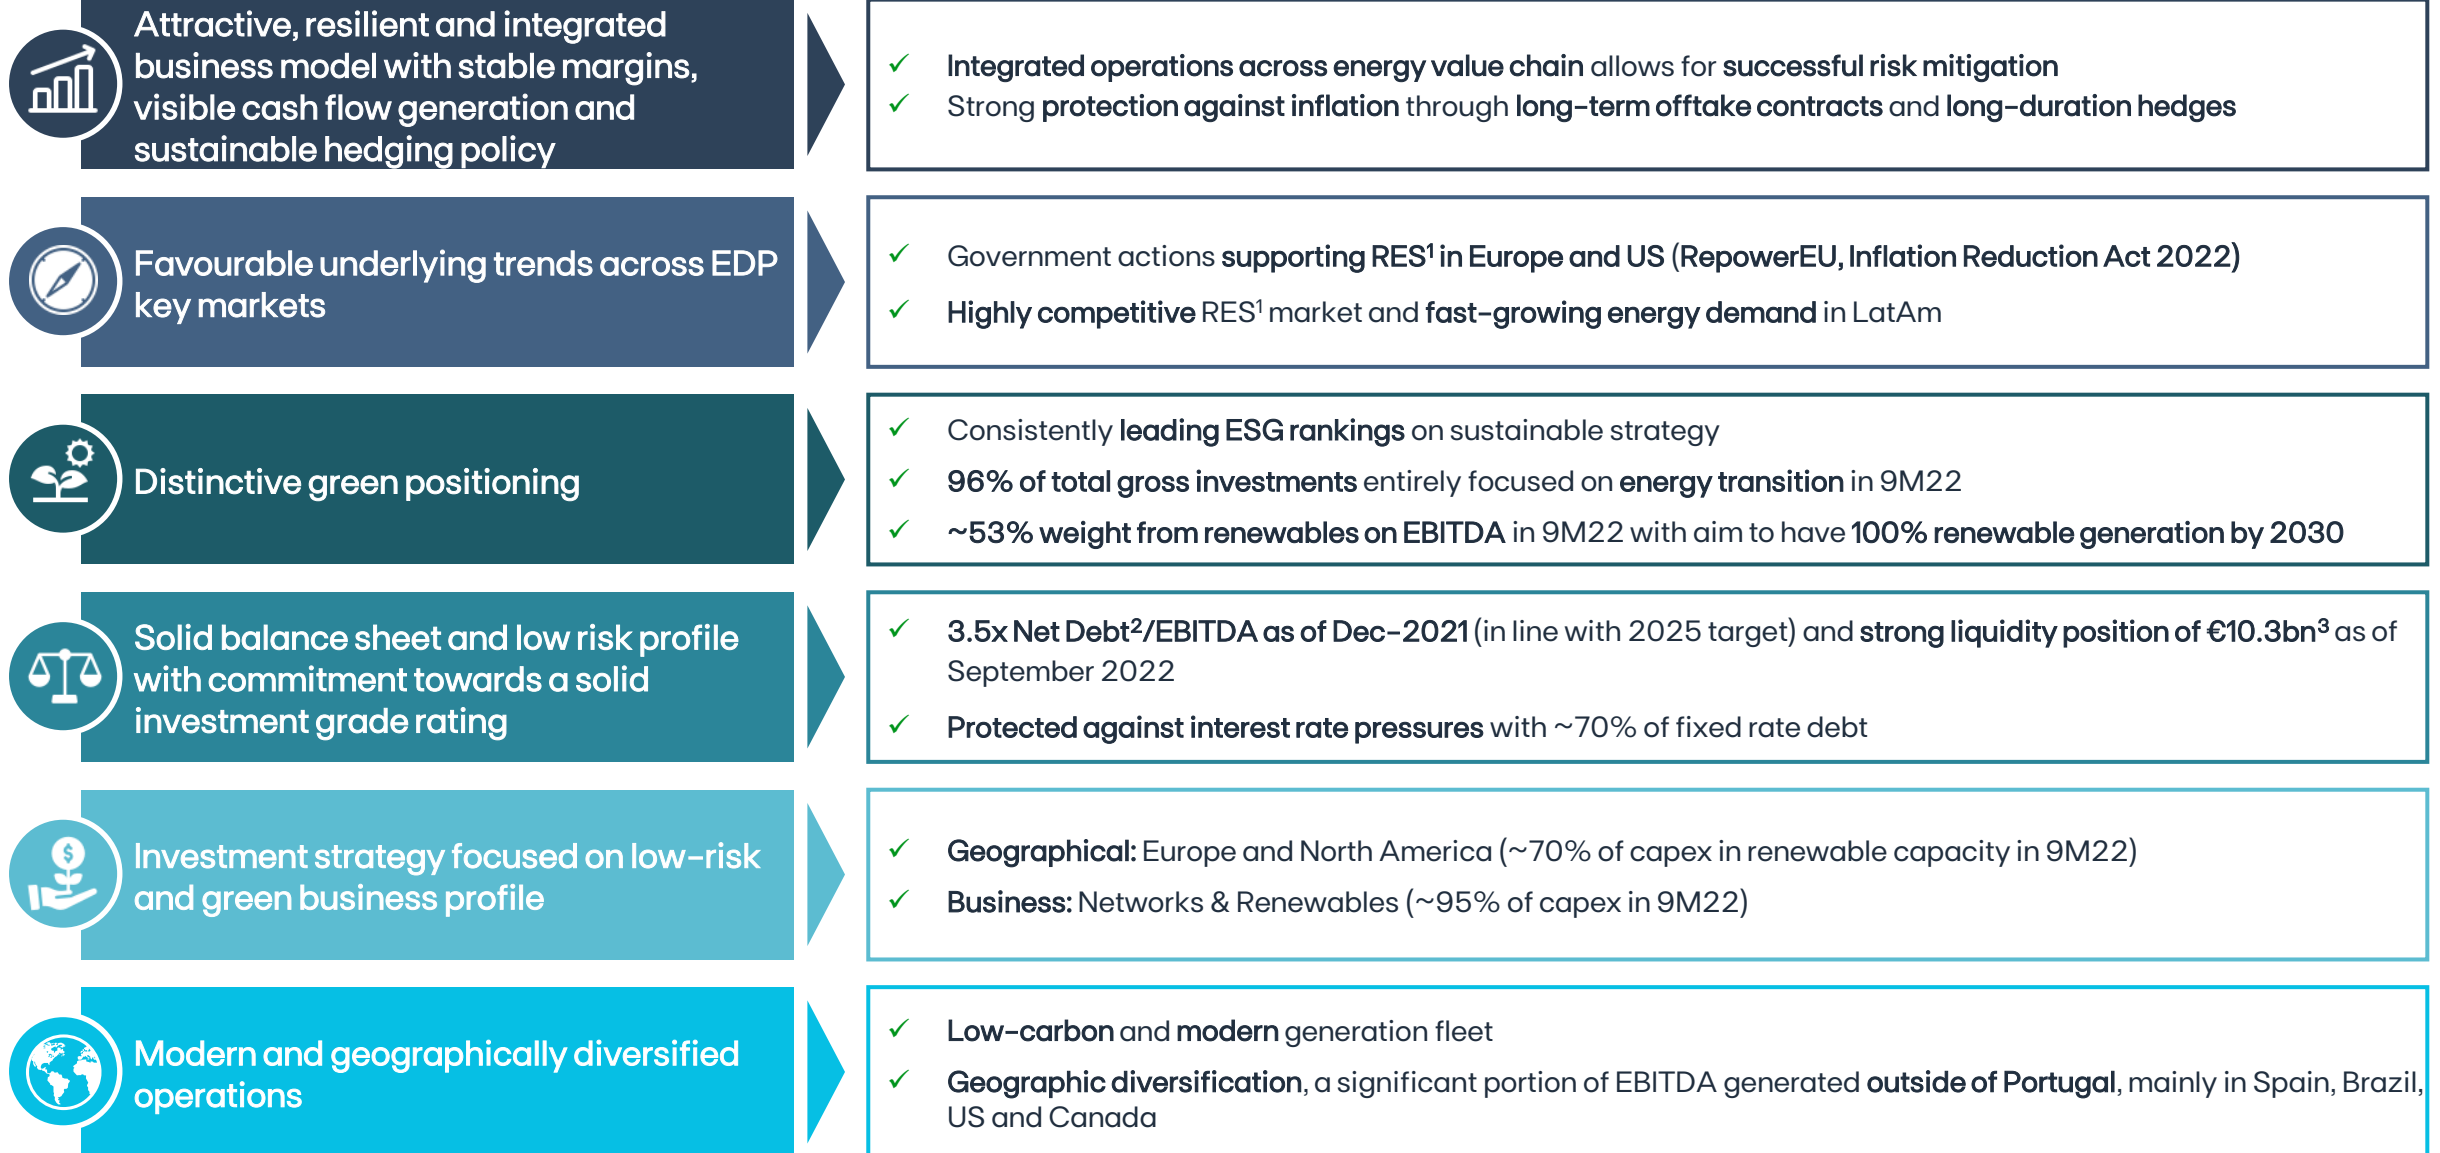 Attractive, resilient and integrated
business model with stable margins,
visible cash flow generation and
sustainable hedging policy
✓ Integrated operations across energy value chain allows for successful risk mitigation
✓ Strong protection against inflation through long-term offtake contracts and long-duration hedges
Favourable underlying trends across EDP
key markets
✓ Government actions supporting RES¹ in Europe and US (RepowerEU, Inflation Reduction Act 2022)
✓ Highly competitive RES¹ market and fast-growing energy demand in LatAm
Distinctive green positioning
✓ Consistently leading ESG rankings on sustainable strategy
✓ 96% of total gross investments entirely focused on energy transition in 9M22
✓ ~53% weight from renewables on EBITDA in 9M22 with aim to have 100% renewable generation by 2030
Solid balance sheet and low risk profile
with commitment towards a solid
investment grade rating
✓ 3.5x Net Debt²/EBITDA as of Dec-2021 (in line with 2025 target) and strong liquidity position of €10.3bn³ as of
September 2022
✓ Protected against interest rate pressures with ~70% of fixed rate debt
Investment strategy focused on low-risk
and green business profile
✓ Geographical: Europe and North America (~70% of capex in renewable capacity in 9M22)
✓ Business: Networks & Renewables (~95% of capex in 9M22)
Modern and geographically diversified
operations
✓ Low-carbon and modern generation fleet
✓ Geographic diversification, a significant portion of EBITDA generated outside of Portugal, mainly in Spain, Brazil,
US and Canada